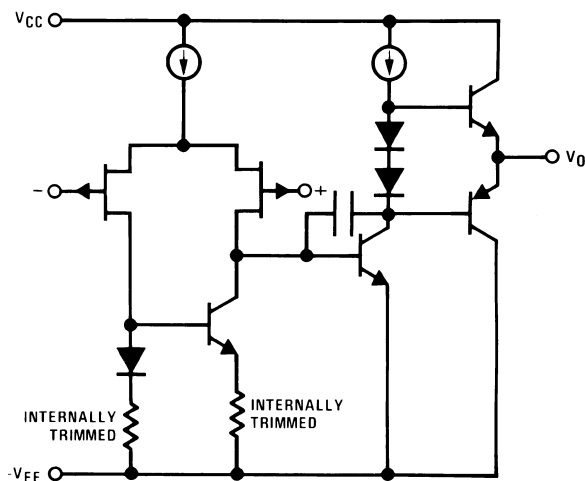 VCC
-
+
VO
INTERNALLY
TRIMMED
INTERNALLY
TRIMMED
-VEE